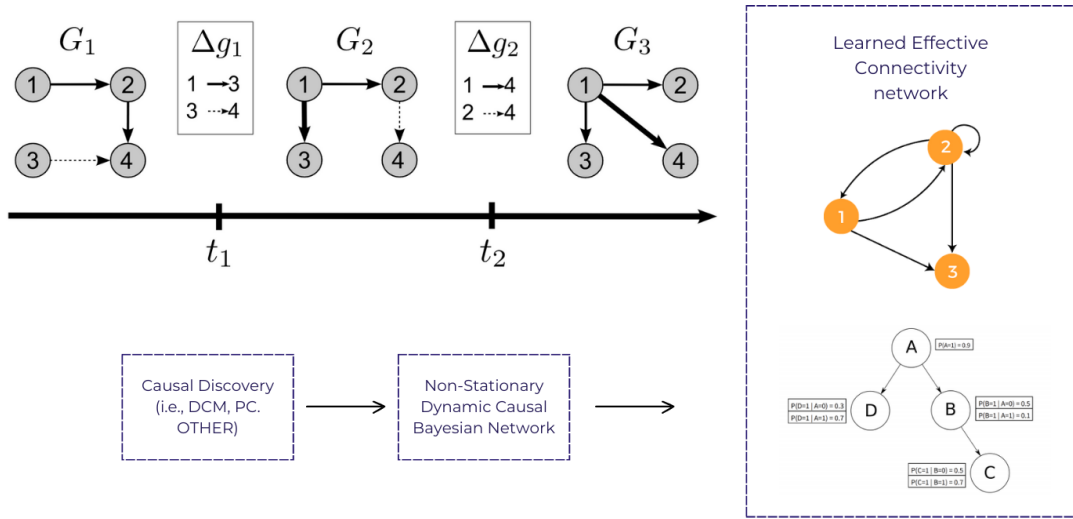 G₁
1
2
3
4
Δg₁
1 → 3
3 ⇢ 4
G₂
1
2
3
4
Δg₂
1 → 4
2 ⇢ 4
G₃
1
2
3
4
t₁
t₂
Causal Discovery
(i.e., DCM, PC.
OTHER)
Non-Stationary
Dynamic Causal
Bayesian Network
Learned Effective
Connectivity
network
2
1
3
A
P(A=1) = 0.9
P(D=1 | A=0) = 0.3
P(D=1 | A=1) = 0.7
D
B
P(B=1 | A=0) = 0.5
P(B=1 | A=1) = 0.1
P(C=1 | B=0) = 0.5
P(C=1 | B=1) = 0.7
C